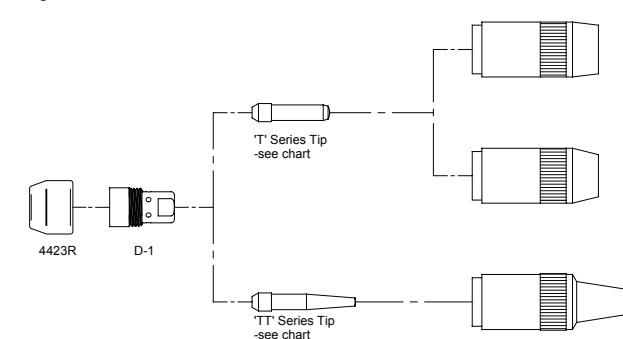 'T' Series Tip
-see chart
4423R
D-1
'TT' Series Tip
-see chart